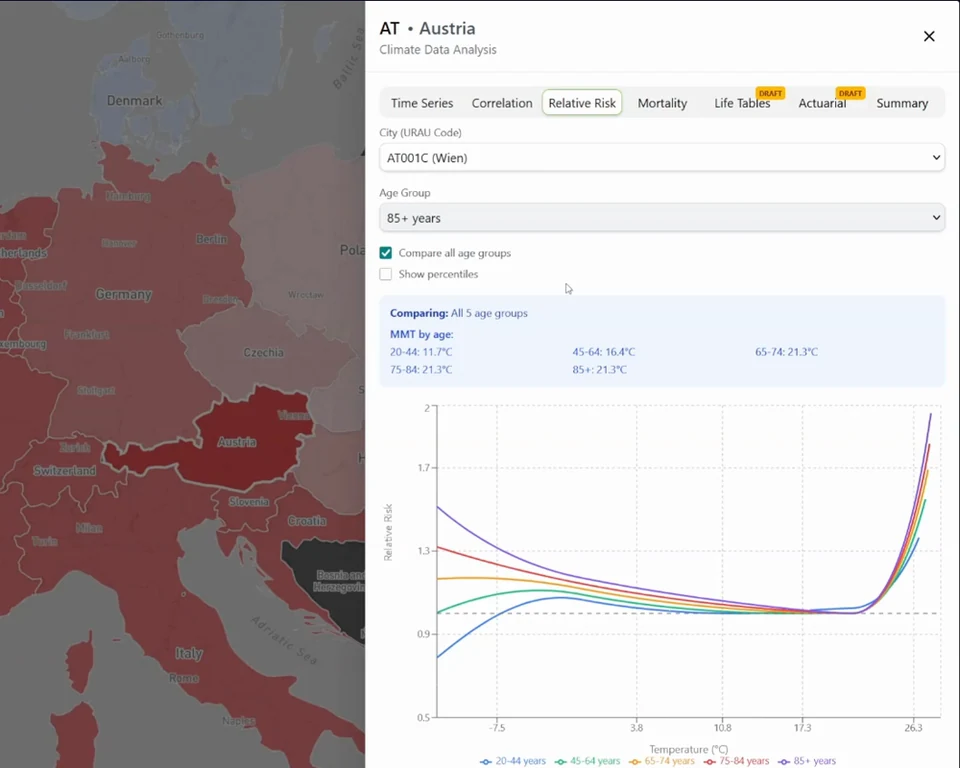 AT • Austria
Climate Data Analysis
Time Series
Correlation
Relative Risk
Mortality
Life Tables
DRAFT
Actuarial
DRAFT
Summary
City (URAU Code)
AT001C (Wien)
Age Group
85+ years
Compare all age groups
Show percentiles
Comparing: All 5 age groups
MMT by age:
20-44: 11.7°C
45-64: 16.4°C
65-74: 21.3°C
75-84: 21.3°C
85+: 21.3°C
2
1.7
1.3
0.9
0.5
Relative Risk
-7.5
3.8
10.8
17.3
26.3
Temperature (°C)
20-44 years
45-64 years
65-74 years
75-84 years
85+ years
Gothenburg
Aalborg
Baltic Sea
Denmark
Hamburg
Hanover
Berlin
Düsseldorf
Germany
Dresden
Wrocław
Frankfurt
Czechia
Stuttgart
Vienna
Austria
Zurich
Switzerland
Slovenia
Croatia
Milan
Turin
Bosnia and
Herzegovina
Adriatic Sea
Italy
Rome
Naples